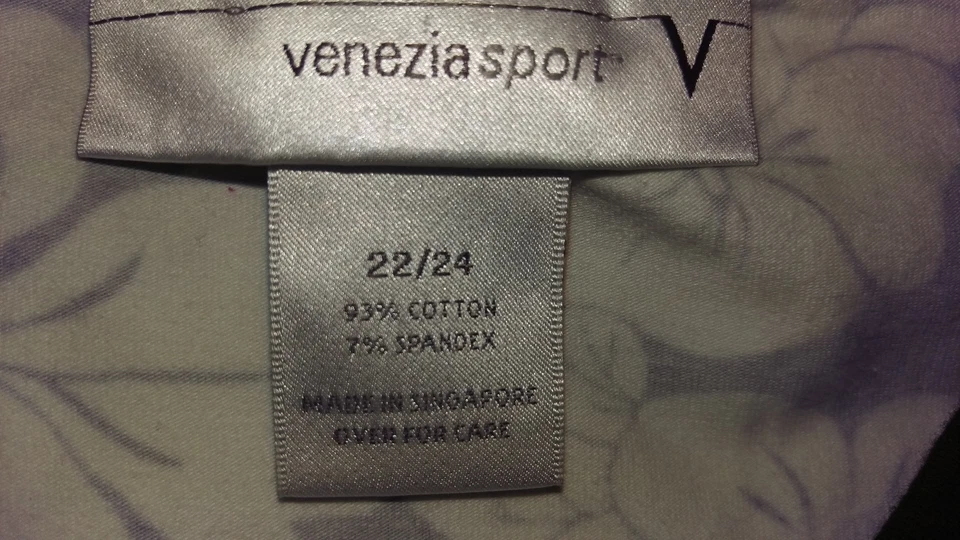 veneziasport V
22/24
93% COTTON
7% SPANDEX
MADE IN SINGAPORE
OVER FOR CARE